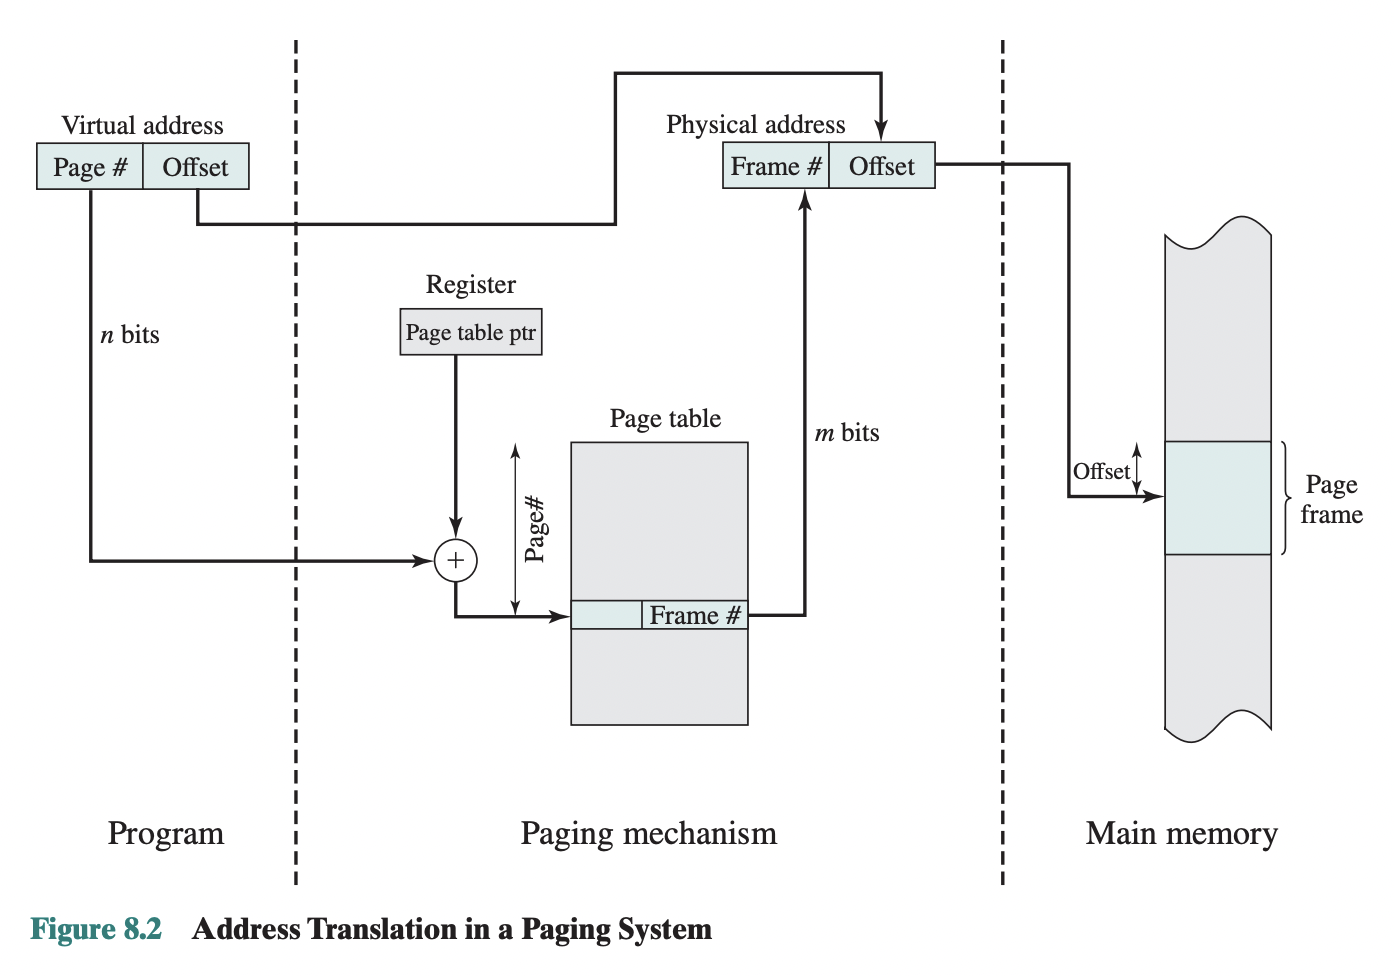 Virtual address
Page #
Offset
Physical address
Frame #
Offset
n bits
Register
Page table ptr
Page table
m bits
Page#
+
Frame #
Offset
Page
frame
Program
Paging mechanism
Main memory
Figure 8.2 Address Translation in a Paging System